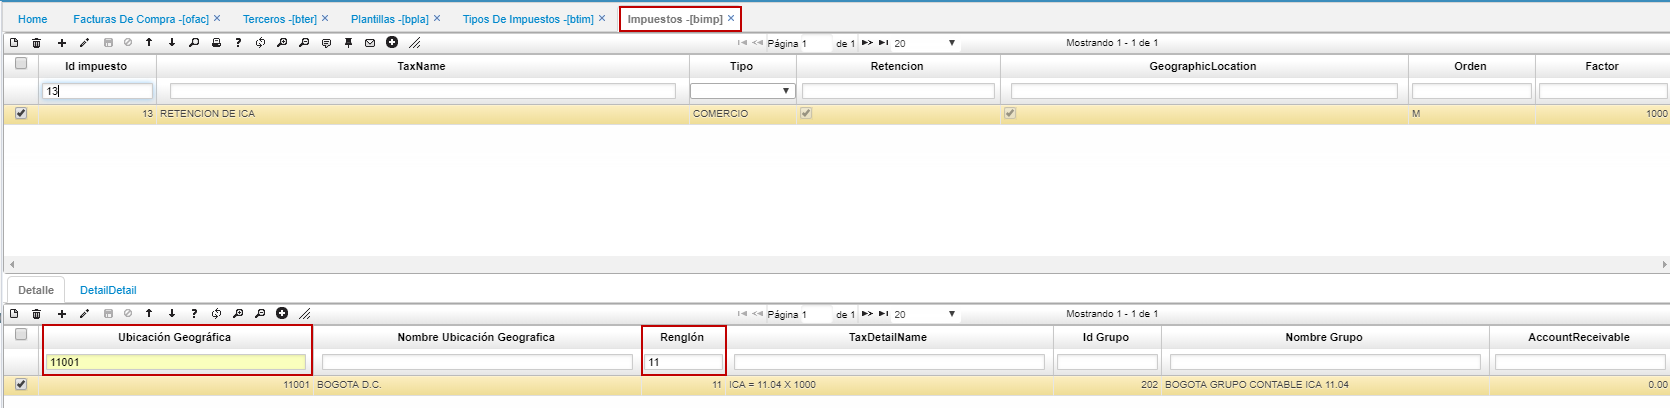 Home Facturas De Compra -[ofac] Terceros -[bter] Plantillas -[bpla] Tipos De Impuestos -[btim] Impuestos -[bimp]
Página 1 de 1 20 Mostrando 1 - 1 de 1
Id impuesto TaxName Tipo Retencion GeographicLocation Orden Factor
13
13 RETENCION DE ICA COMERCIO M 1000
Detalle DetailDetail
Página 1 de 1 20 Mostrando 1 - 1 de 1
Ubicación Geográfica Nombre Ubicación Geografica Renglón TaxDetailName Id Grupo Nombre Grupo AccountReceivable
11001 11
11001 BOGOTA D.C. 11 ICA = 11.04 X 1000 202 BOGOTA GRUPO CONTABLE ICA 11.04 0.00